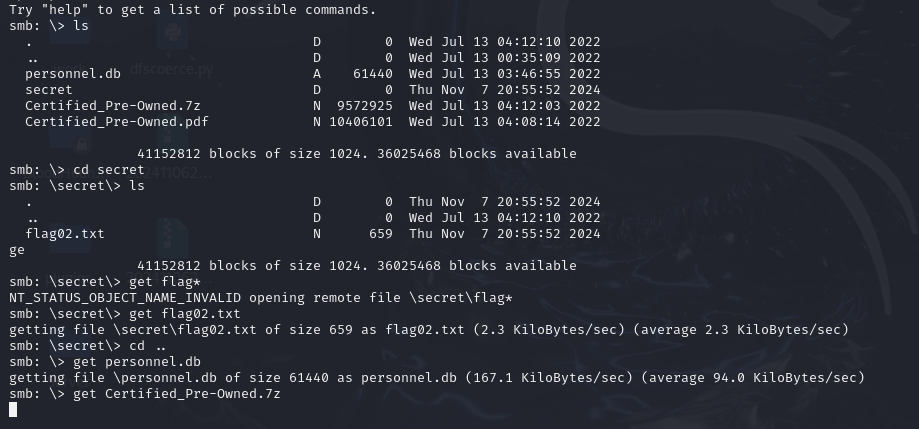 Try "help" to get a list of possible commands.
smb: \> ls
  .                                   D        0  Wed Jul 13 04:12:10 2022
  ..                                  D        0  Wed Jul 13 00:35:09 2022
  personnel.db                        A    61440  Wed Jul 13 03:46:55 2022
  secret                              D        0  Thu Nov  7 20:55:52 2024
  Certified_Pre-Owned.7z              N  9572925  Wed Jul 13 04:12:03 2022
  Certified_Pre-Owned.pdf             N 10406101  Wed Jul 13 04:08:14 2022
                41152812 blocks of size 1024. 36025468 blocks available
smb: \> cd secret
smb: \secret\> ls
  .                                   D        0  Thu Nov  7 20:55:52 2024
  ..                                  D        0  Wed Jul 13 04:12:10 2022
  flag02.txt                          N      659  Thu Nov  7 20:55:52 2024
ge
                41152812 blocks of size 1024. 36025468 blocks available
smb: \secret\> get flag*
NT_STATUS_OBJECT_NAME_INVALID opening remote file \secret\flag*
smb: \secret\> get flag02.txt
getting file \secret\flag02.txt of size 659 as flag02.txt (2.3 KiloBytes/sec) (average 2.3 KiloBytes/sec)
smb: \secret\> cd ..
smb: \> get personnel.db
getting file \personnel.db of size 61440 as personnel.db (167.1 KiloBytes/sec) (average 94.0 KiloBytes/sec)
smb: \> get Certified_Pre-Owned.7z
dfscoerce.py